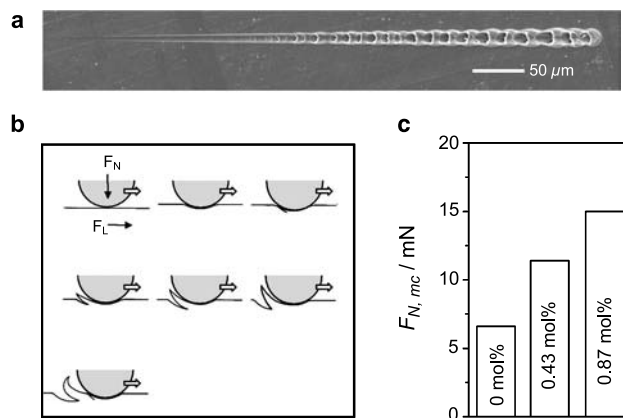 a
50 µm
b
F_N
F_L
c
F_N, mc / mN
20
15
10
5
0
0 mol%
0.43 mol%
0.87 mol%